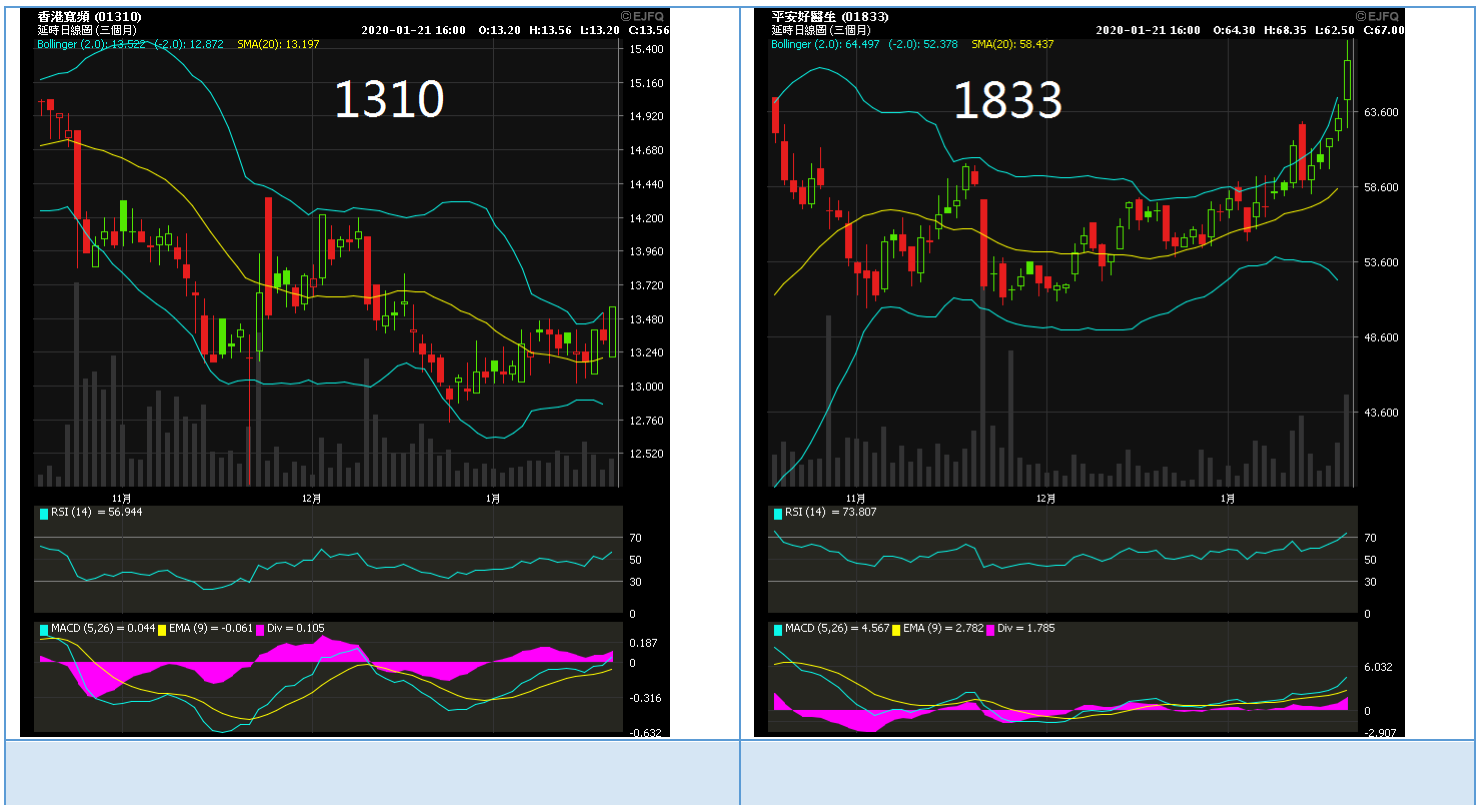 香港寬頻 (01310)
©EJFQ
延時日線圖 (三個月)
2020-01-21 16:00 O:13.20 H:13.56 L:13.20 C:13.56
Bollinger (2.0): 13.522 (-2.0): 12.872 SMA(20): 13.197
1310
15.400
15.160
14.920
14.680
14.440
14.200
13.960
13.720
13.480
13.240
13.000
12.760
12.520
11月 12月 1月
RSI (14) = 56.944
70
50
30
0
MACD (5,26) = 0.044 EMA (9) = -0.061 Div = 0.105
0.187
0
-0.316
-0.632
平安好醫生 (01833)
©EJFQ
延時日線圖 (三個月)
2020-01-21 16:00 O:64.30 H:68.35 L:62.50 C:67.00
Bollinger (2.0): 64.497 (-2.0): 52.378 SMA(20): 58.437
1833
63.600
58.600
53.600
48.600
43.600
11月 12月 1月
RSI (14) = 73.807
70
50
30
0
MACD (5,26) = 4.567 EMA (9) = 2.782 Div = 1.785
6.032
0
-2.907